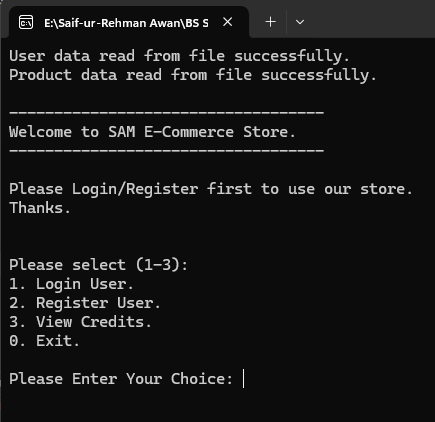 E:\Saif-ur-Rehman Awan\BS S
User data read from file successfully.
Product data read from file successfully.
-----------------------------------
Welcome to SAM E-Commerce Store.
-----------------------------------
Please Login/Register first to use our store.
Thanks.
Please select (1-3):
1. Login User.
2. Register User.
3. View Credits.
0. Exit.
Please Enter Your Choice: